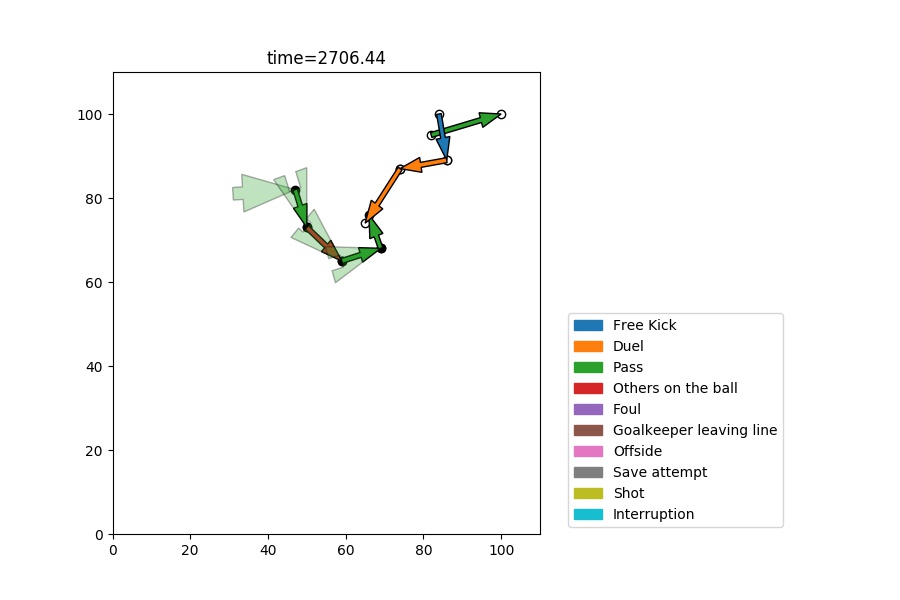 time=2706.44
100
80
60
40
20
0
0 20 40 60 80 100
Free Kick
Duel
Pass
Others on the ball
Foul
Goalkeeper leaving line
Offside
Save attempt
Shot
Interruption